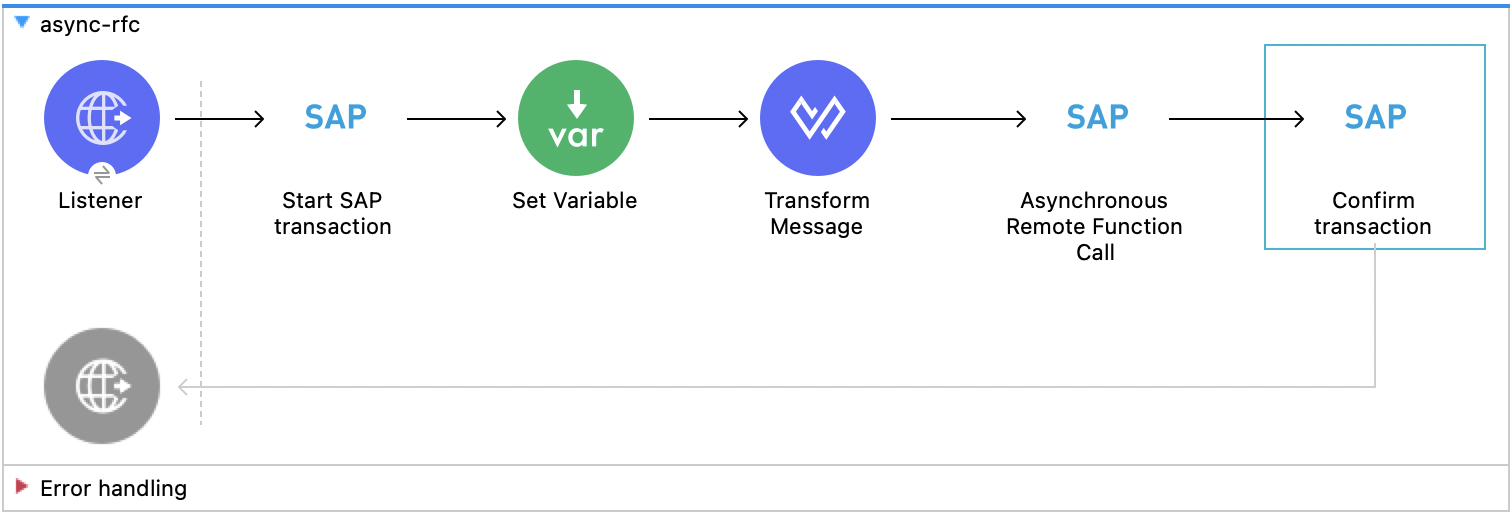 async-rfc
SAP
var
SAP
SAP
Listener
Start SAP
transaction
Set Variable
Transform
Message
Asynchronous
Remote Function
Call
Confirm
transaction
Error handling